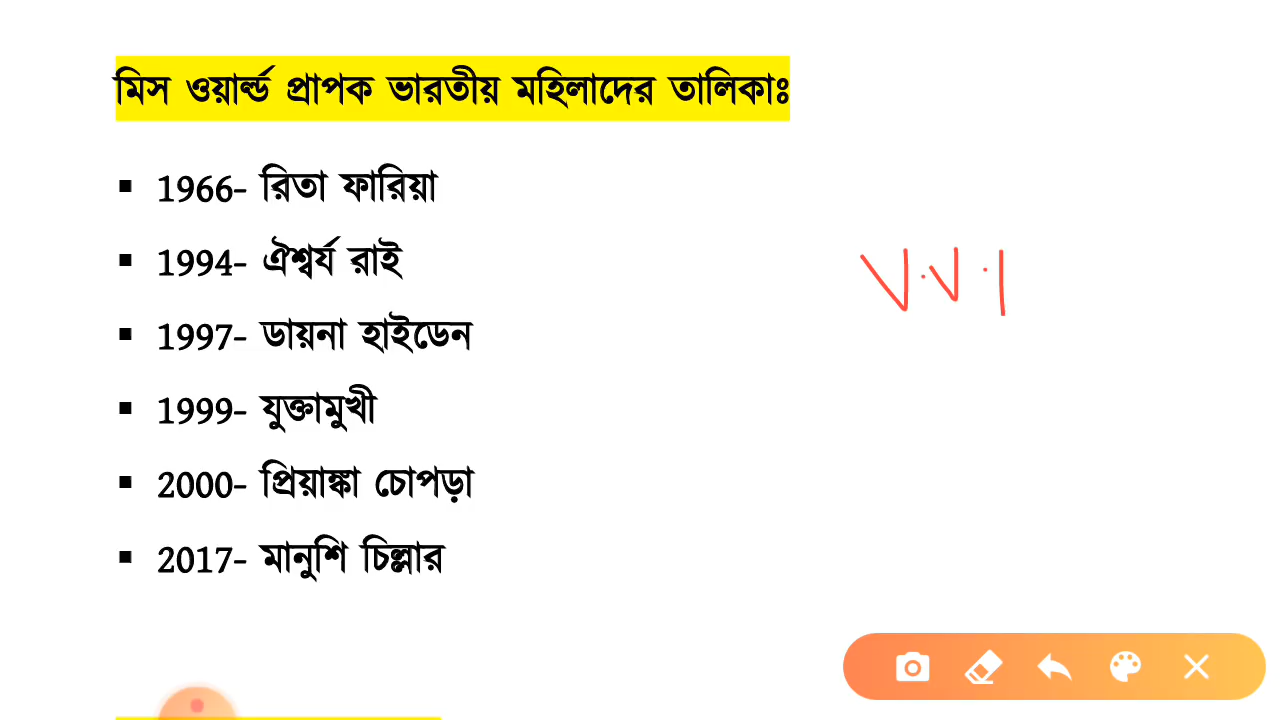 মিস ওয়ার্ল্ড প্রাপক ভারতীয় মহিলাদের তালিকাঃ
▪ 1966- রিতা ফারিয়া
▪ 1994- ঐশ্বর্য রাই
▪ 1997- ডায়না হাইডেন
▪ 1999- যুক্তামুখী
▪ 2000- প্রিয়াঙ্কা চোপড়া
▪ 2017- মানুশি চিল্লার
V.V.I